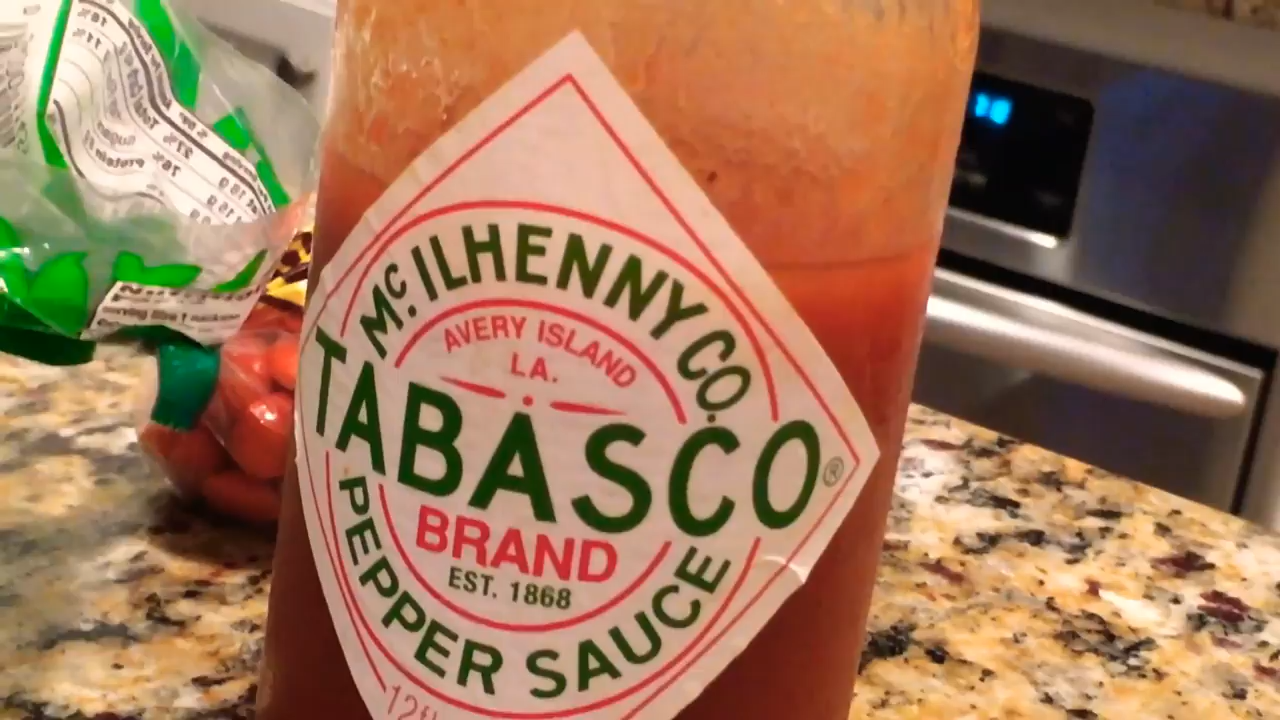 McILHENNY CO.
AVERY ISLAND
LA.
TABASCO®
BRAND
EST. 1868
PEPPER SAUCE